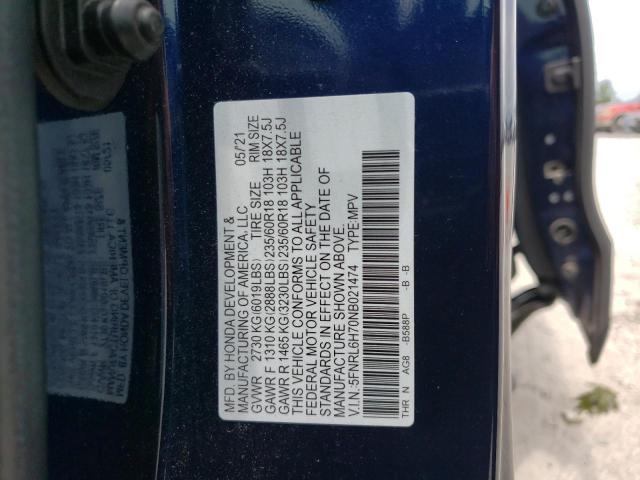 MFD. BY HONDA DEVELOPMENT &
MANUFACTURING OF AMERICA, LLC 05/'21
GVWR 2730 KG(6019LBS) TIRE SIZE RIM SIZE
GAWR F 1310 KG(2888LBS)235/60R18 103H 18X7.5J
GAWR R 1465 KG(3230LBS)235/60R18 103H 18X7.5J
THIS VEHICLE CONFORMS TO ALL APPLICABLE
FEDERAL MOTOR VEHICLE SAFETY
STANDARDS IN EFFECT ON THE DATE OF
MANUFACTURE SHOWN ABOVE.
V.I.N.:5FNRL6H70NB021474 TYPE:MPV
THR N AG8 -B588P -B -B